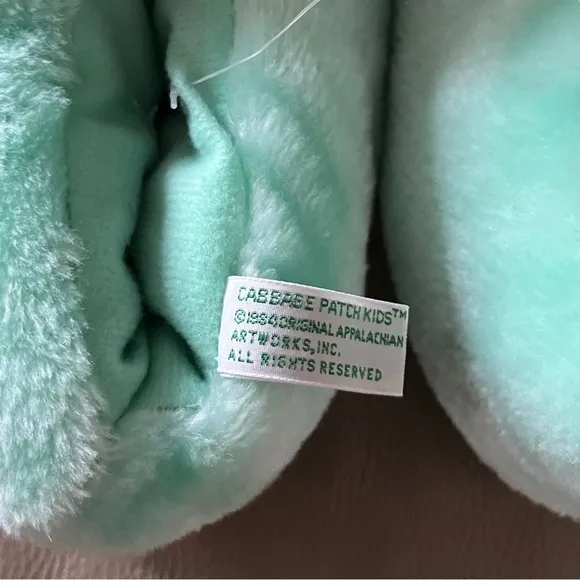 CABBAGE PATCH KIDS™
©1984 ORIGINAL APPALACHIAN
ARTWORKS, INC.
ALL RIGHTS RESERVED